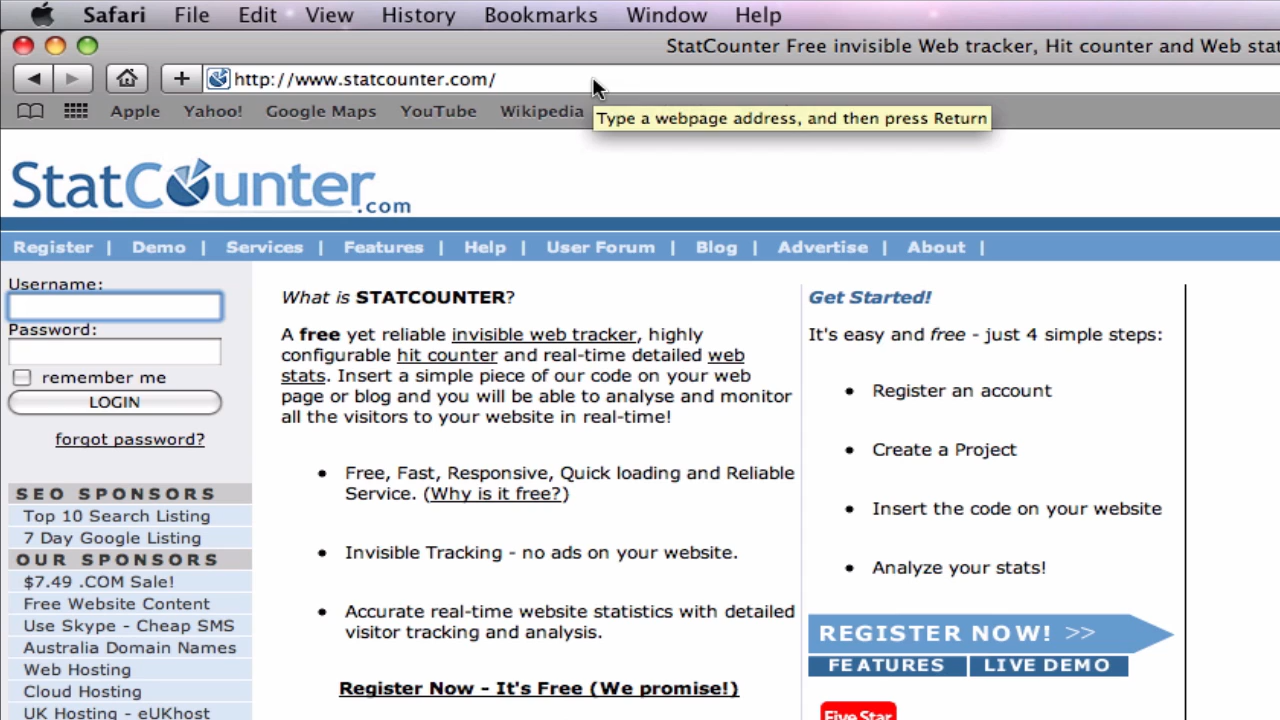 Safari File Edit View History Bookmarks Window Help
StatCounter Free invisible Web tracker, Hit counter and Web stat
http://www.statcounter.com/
Apple Yahoo! Google Maps YouTube Wikipedia
Type a webpage address, and then press Return
StatCounter.com
Register | Demo | Services | Features | Help | User Forum | Blog | Advertise | About |
Username:
Password:
remember me
LOGIN
forgot password?
SEO SPONSORS
Top 10 Search Listing
7 Day Google Listing
OUR SPONSORS
$7.49 .COM Sale!
Free Website Content
Use Skype - Cheap SMS
Australia Domain Names
Web Hosting
Cloud Hosting
UK Hosting - eUKhost
What is STATCOUNTER?
A free yet reliable invisible web tracker, highly
configurable hit counter and real-time detailed web
stats. Insert a simple piece of our code on your web
page or blog and you will be able to analyse and monitor
all the visitors to your website in real-time!
• Free, Fast, Responsive, Quick loading and Reliable
Service. (Why is it free?)
• Invisible Tracking - no ads on your website.
• Accurate real-time website statistics with detailed
visitor tracking and analysis.
Register Now - It's Free (We promise!)
Get Started!
It's easy and free - just 4 simple steps:
• Register an account
• Create a Project
• Insert the code on your website
• Analyze your stats!
REGISTER NOW! >>
FEATURES LIVE DEMO
Five Star